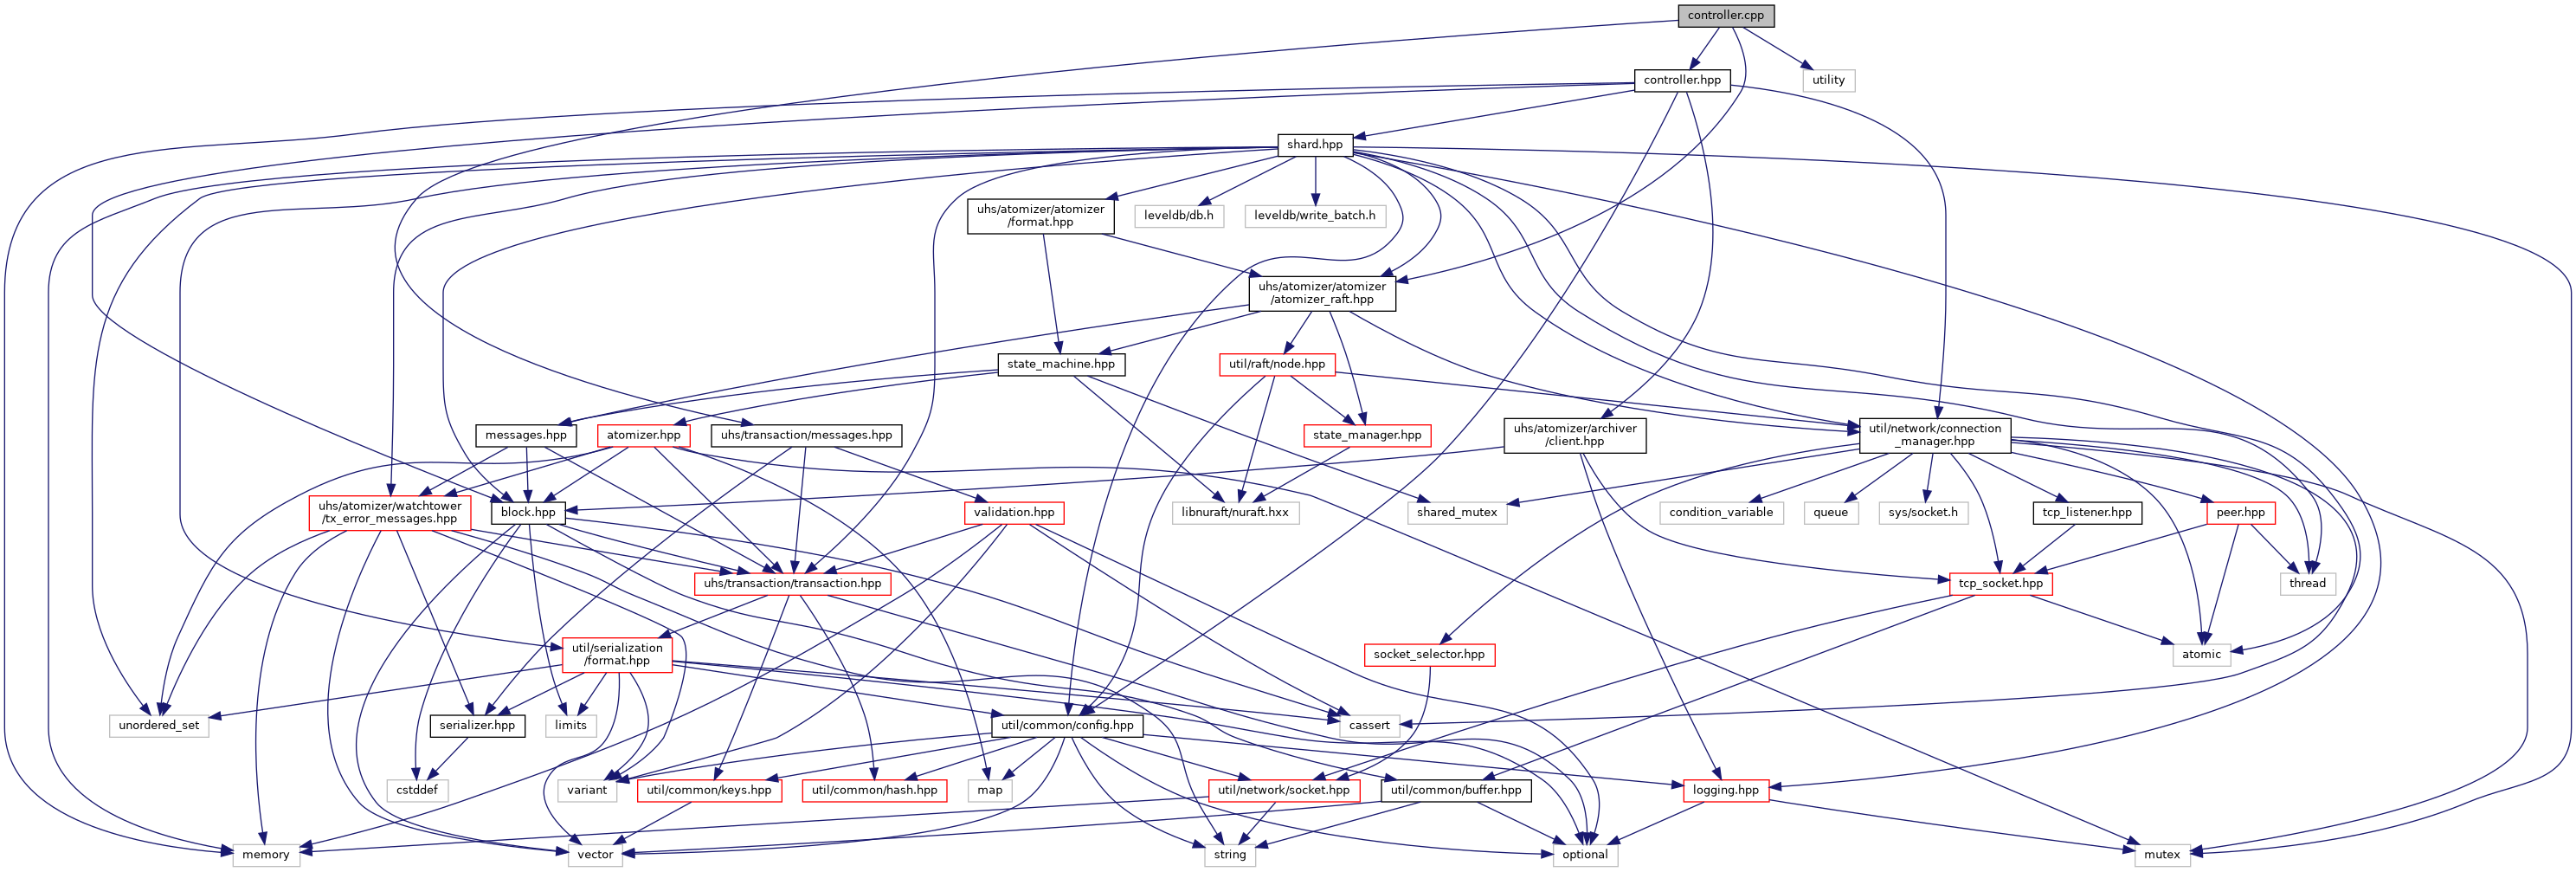 controller.cpp
controller.hpp
utility
shard.hpp
uhs/atomizer/atomizer
/format.hpp
leveldb/db.h
leveldb/write_batch.h
uhs/atomizer/atomizer
/atomizer_raft.hpp
state_machine.hpp
util/raft/node.hpp
messages.hpp
atomizer.hpp
uhs/transaction/messages.hpp
state_manager.hpp
uhs/atomizer/archiver
/client.hpp
util/network/connection
_manager.hpp
uhs/atomizer/watchtower
/tx_error_messages.hpp
block.hpp
validation.hpp
libnuraft/nuraft.hxx
shared_mutex
condition_variable
queue
sys/socket.h
tcp_listener.hpp
peer.hpp
uhs/transaction/transaction.hpp
tcp_socket.hpp
thread
util/serialization
/format.hpp
socket_selector.hpp
atomic
unordered_set
serializer.hpp
limits
util/common/config.hpp
cassert
cstddef
variant
util/common/keys.hpp
util/common/hash.hpp
map
util/network/socket.hpp
util/common/buffer.hpp
logging.hpp
memory
vector
string
optional
mutex